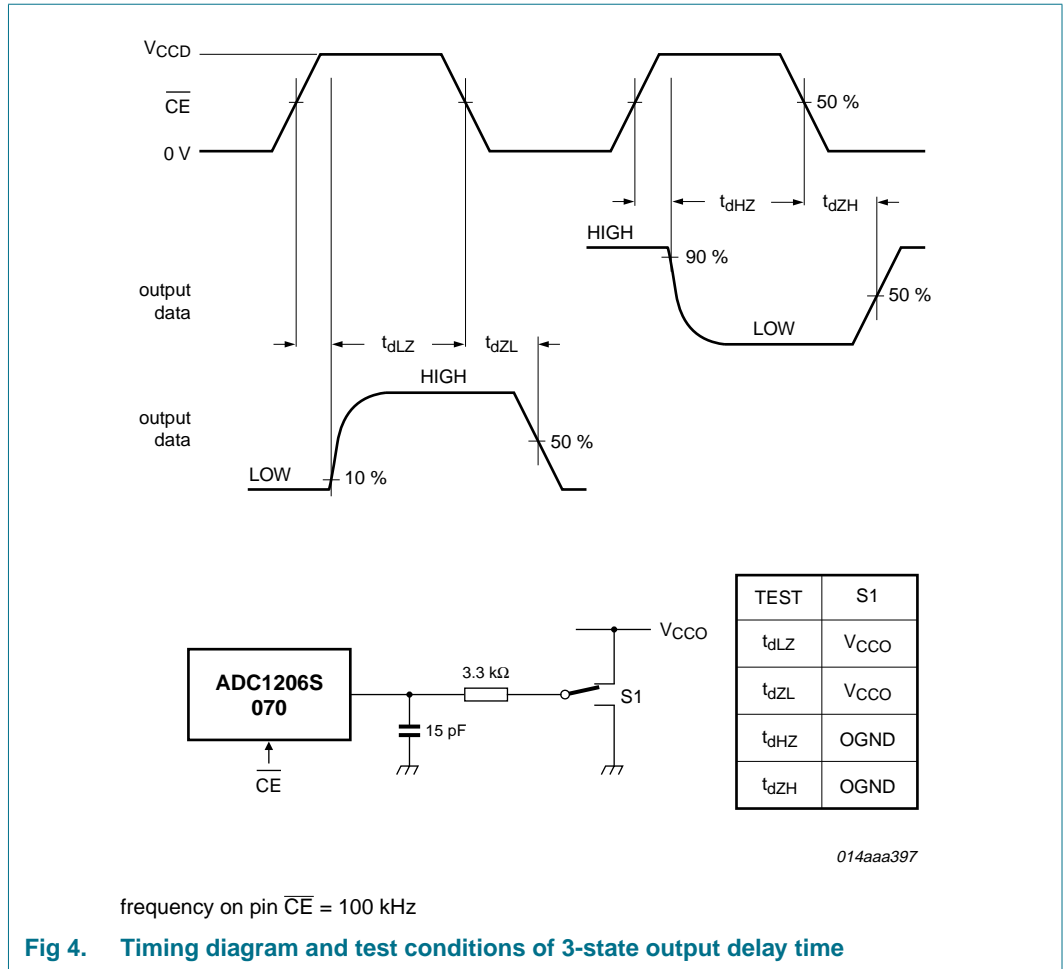 VCCD
CE
50 %
0 V
tdHZ
tdZH
HIGH
90 %
output
data
50 %
LOW
tdLZ
tdZL
HIGH
output
data
50 %
LOW
10 %
VCCO
ADC1206S
070
3.3 kΩ
S1
15 pF
CE
TEST S1
tdLZ VCCO
tdZL VCCO
tdHZ OGND
tdZH OGND
014aaa397
frequency on pin CE = 100 kHz
Fig 4. Timing diagram and test conditions of 3-state output delay time